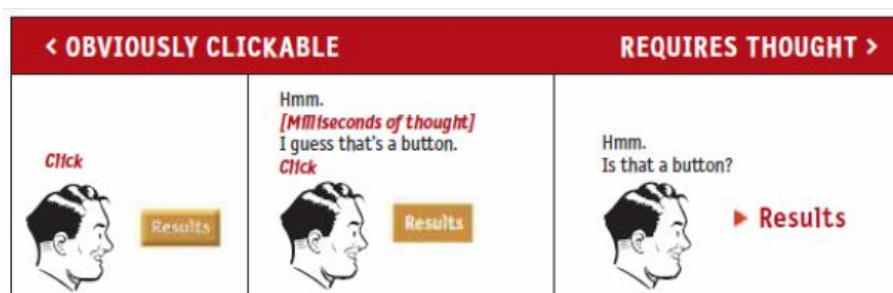 < OBVIOUSLY CLICKABLE
REQUIRES THOUGHT >
Click
Results
Hmm.
[Milliseconds of thought]
I guess that's a button.
Click
Results
Hmm.
Is that a button?
Results